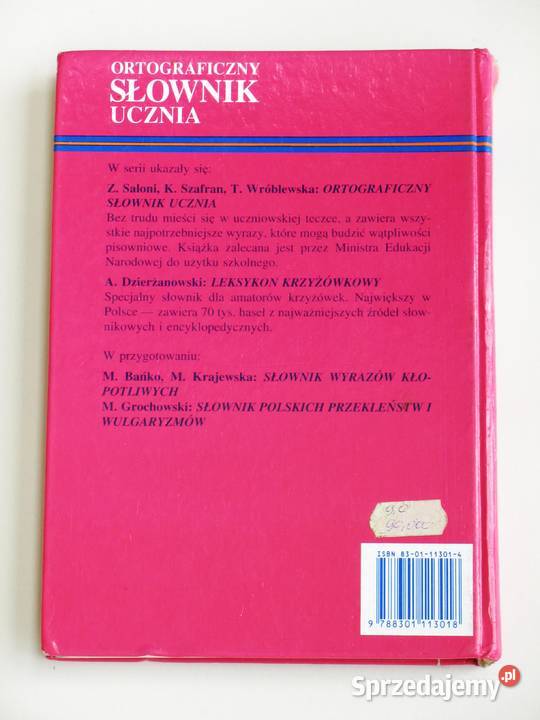 ORTOGRAFICZNY
SŁOWNIK
UCZNIA
W serii ukazały się:
Z. Saloni, K. Szafran, T. Wróblewska: ORTOGRAFICZNY
SŁOWNIK UCZNIA
Bez trudu mieści się w uczniowskiej teczce, a zawiera wszy-
stkie najpotrzebniejsze wyrazy, które mogą budzić wątpliwości
pisowniowe. Książka zalecana jest przez Ministra Edukacji
Narodowej do użytku szkolnego.
A. Dzierżanowski: LEKSYKON KRZYŻÓWKOWY
Specjalny słownik dla amatorów krzyżówek. Największy w
Polsce — zawiera 70 tys. haseł z najważniejszych źródeł słow-
nikowych i encyklopedycznych.
W przygotowaniu:
M. Bańko, M. Krajewska: SŁOWNIK WYRAZÓW KŁO-
POTLIWYCH
M. Grochowski: SŁOWNIK POLSKICH PRZEKLEŃSTW I
WULGARYZMÓW
ISBN 83-01-11301-4
9 788301 113018
Sprzedajemy.pl